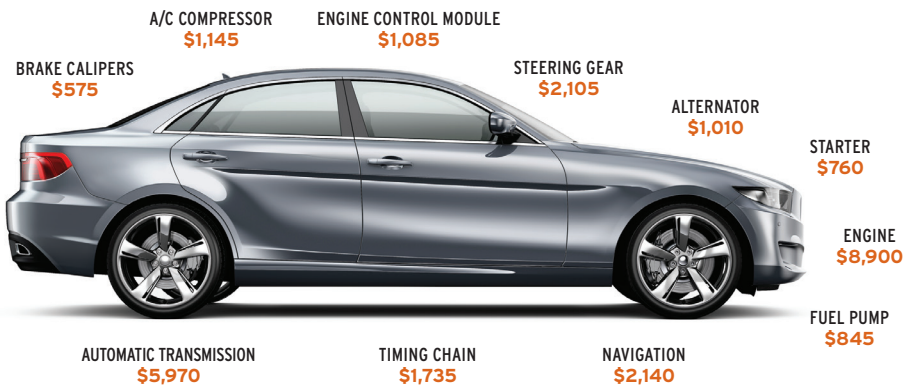 A/C COMPRESSOR
$1,145
ENGINE CONTROL MODULE
$1,085
BRAKE CALIPERS
$575
STEERING GEAR
$2,105
ALTERNATOR
$1,010
STARTER
$760
ENGINE
$8,900
FUEL PUMP
$845
AUTOMATIC TRANSMISSION
$5,970
TIMING CHAIN
$1,735
NAVIGATION
$2,140